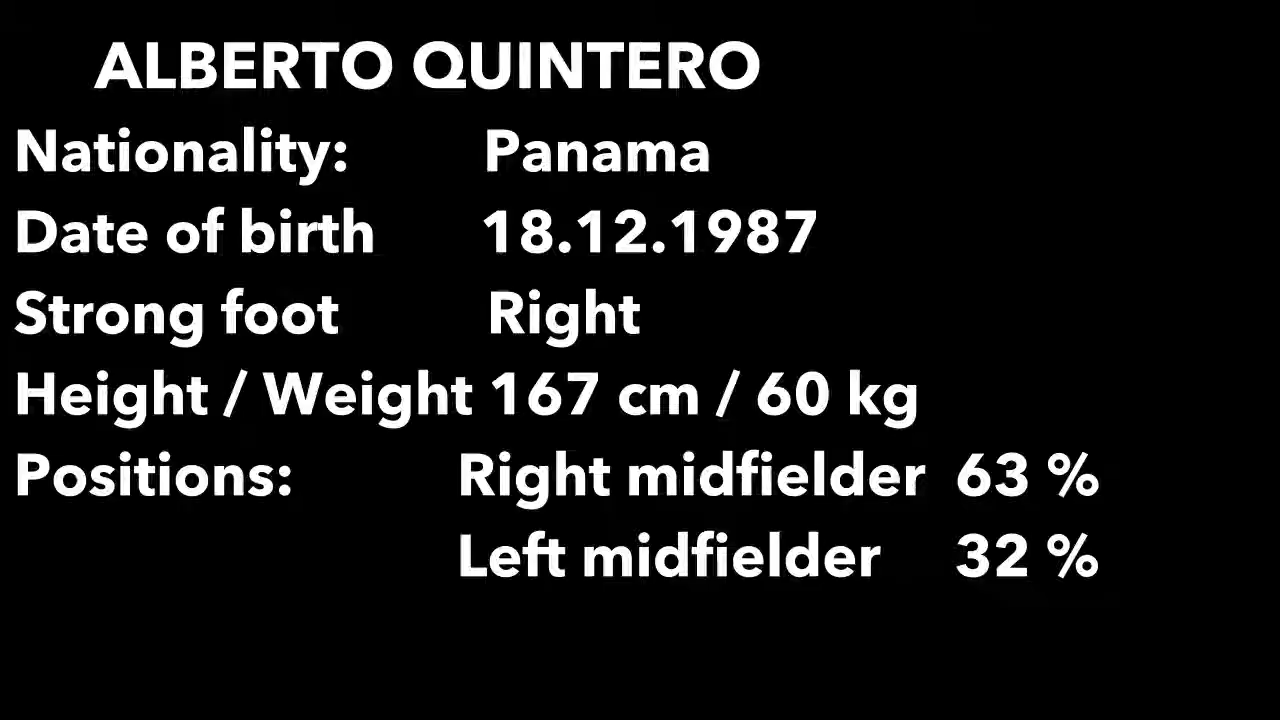 ALBERTO QUINTERO
Nationality: Panama
Date of birth 18.12.1987
Strong foot Right
Height / Weight 167 cm / 60 kg
Positions: Right midfielder 63 %
Left midfielder 32 %